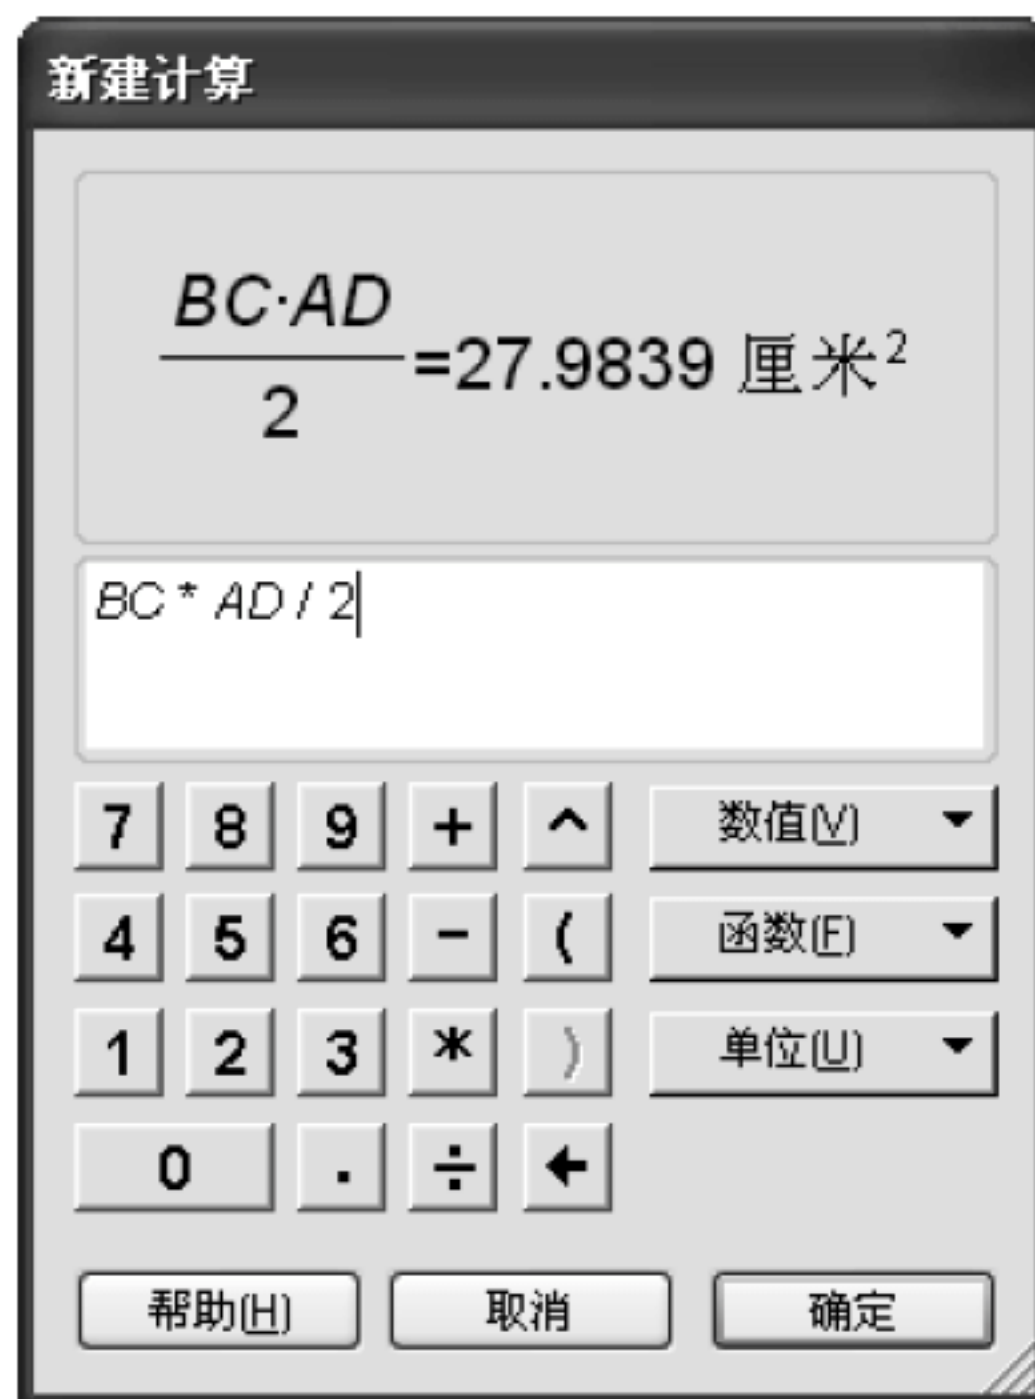 新建计算
BC·AD
2
=27.9839 厘米²
BC * AD / 2
7 8 9 + ^ 数值(V)
4 5 6 - ( 函数(F)
1 2 3 * ) 单位(U)
0 . ÷
帮助(H) 取消 确定